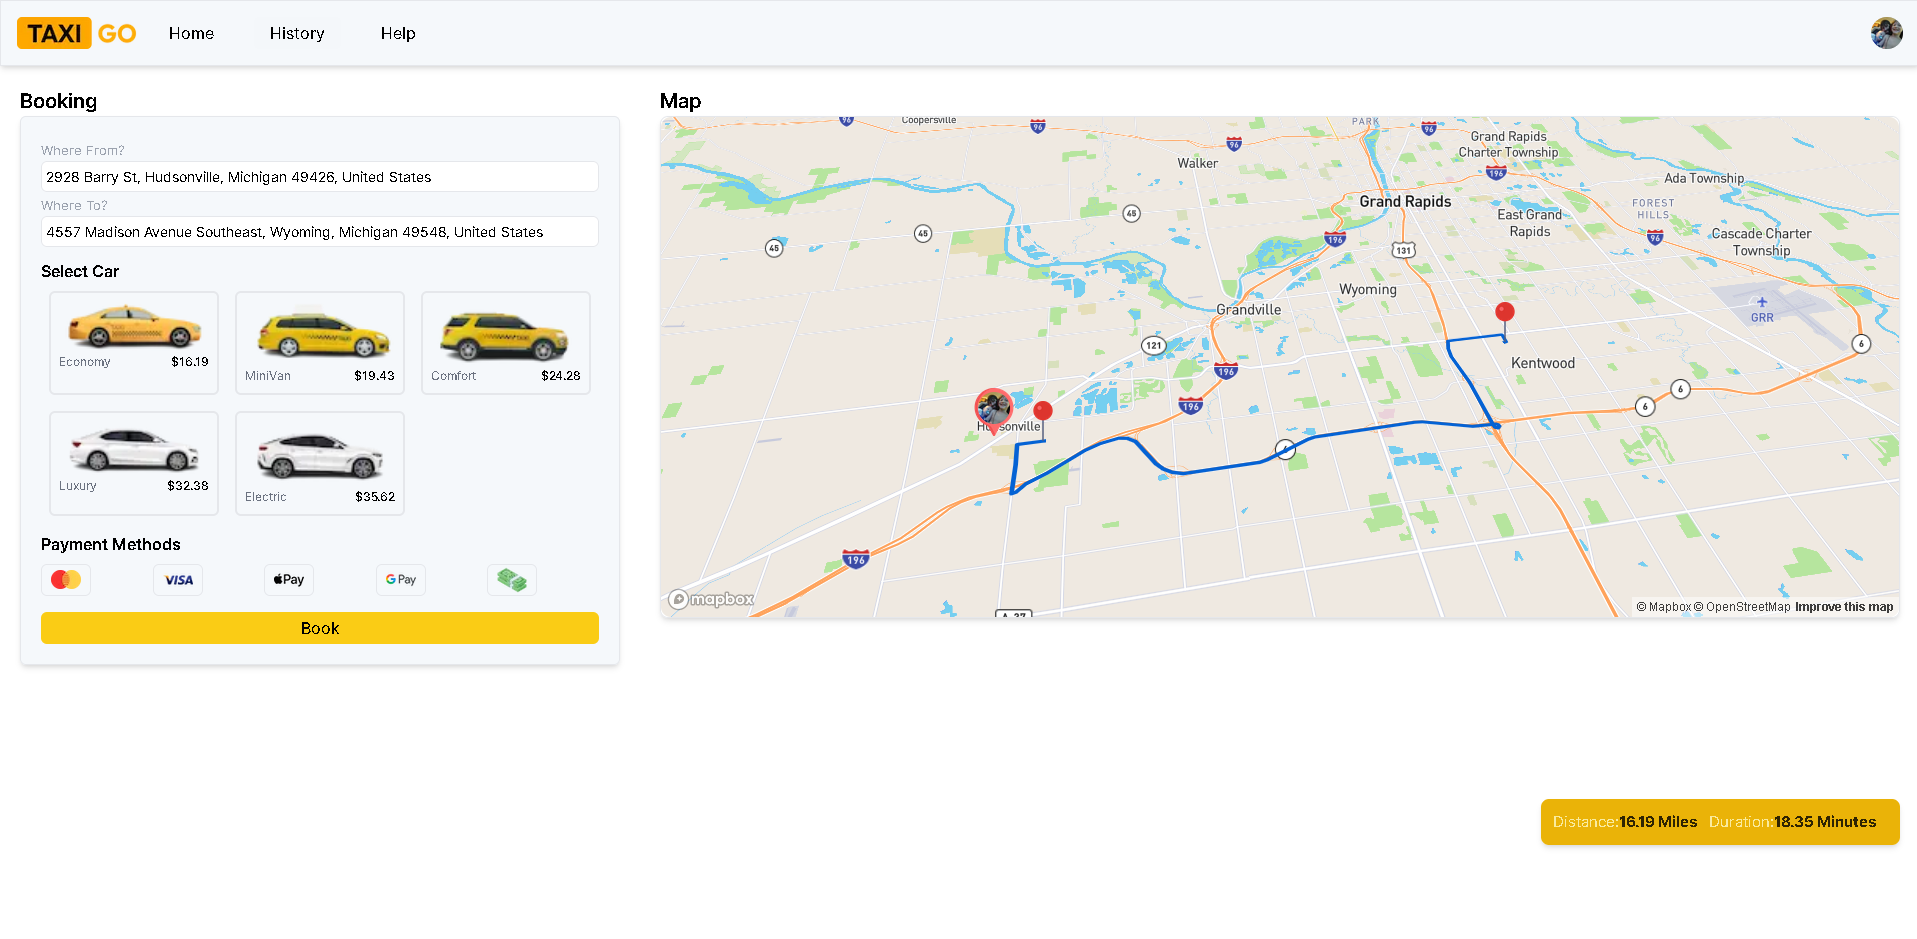 TAXI GO
Home
History
Help
Booking
Where From?
2928 Barry St, Hudsonville, Michigan 49426, United States
Where To?
4557 Madison Avenue Southeast, Wyoming, Michigan 49548, United States
Select Car
Economy $16.19
MiniVan $19.43
Comfort $24.28
Luxury $32.38
Electric $35.62
Payment Methods
VISA
Pay
G Pay
Book
Map
96
Coopersville
96
PARK
96
Grand Rapids
Charter Township
96
Walker
196
Ada Township
Grand Rapids
FOREST
HILLS
45
East Grand
Rapids
45
45
196
131
96
Cascade Charter
Township
Wyoming
GRR
Grandville
121
6
Kentwood
196
6
196
6
Hudsonville
6
196
A-37
mapbox
© Mapbox © OpenStreetMap Improve this map
Distance:16.19 Miles Duration:18.35 Minutes